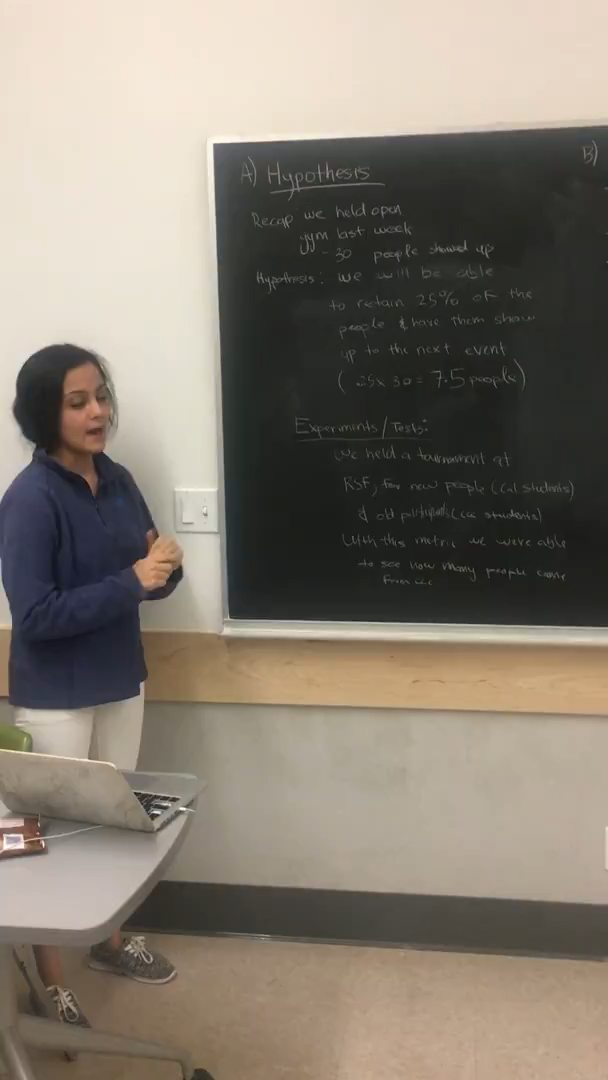 A) Hypothesis
B)
Recap we held open
gym last week
- 30 people showed up
Hypothesis: we will be able
to retain 25% of the
people & have them show
up to the next event
( .25x 30 = 7.5 people)
Experiments/Tests:
We held a tournament at
RSF, for new people (Cal students)
& old participants (CCC students)
With this metric we were able
to see how many people came
from